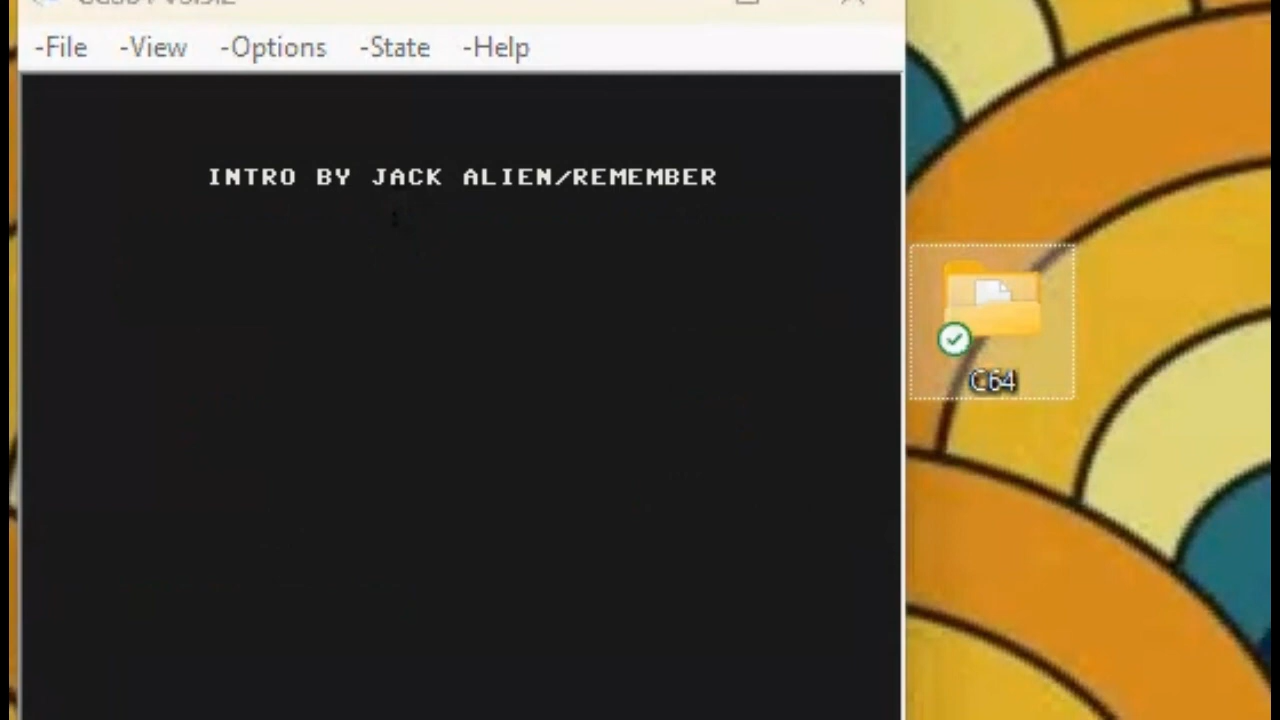 -File -View -Options -State -Help
INTRO BY JACK ALIEN/REMEMBER
C64